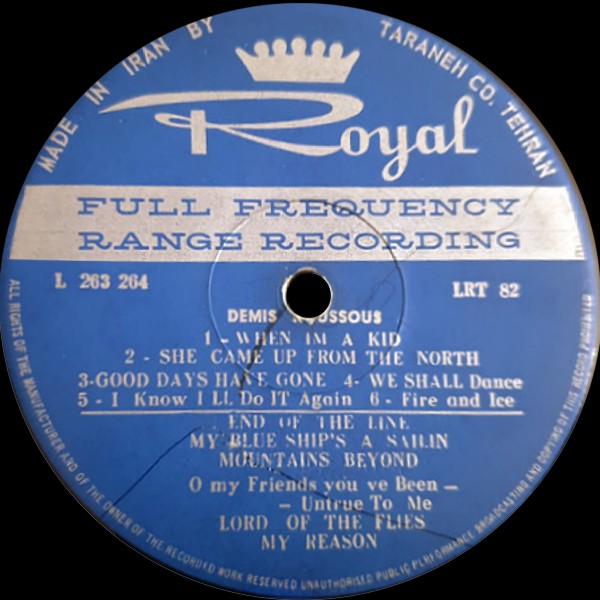 MADE IN IRAN BY TARANEH CO. TEHRAN
Royal
FULL FREQUENCY
RANGE RECORDING
L 263 264
LRT 82
DEMIS ROUSSOUS
1 - WHEN IM A KID
2 - SHE CAME UP FROM THE NORTH
3-GOOD DAYS HAVE GONE 4- WE SHALL Dance
5 - I Know I Ll. Do IT Again 6 - Fire and Ice
END OF THE LINE
MY BLUE SHIP'S A SAILIN
MOUNTAINS BEYOND
O my Friends you ve Been –
– Untrue To Me
LORD OF THE FLIES
MY REASON
ALL RIGHTS OF THE MANUFACTURER AND OF THE OWNER OF THE RECORDED WORK RESERVED UNAUTHORISED PUBLIC PERFORMANCE BROADCASTING AND COPYING OF THIS RECORD PROHIBITED